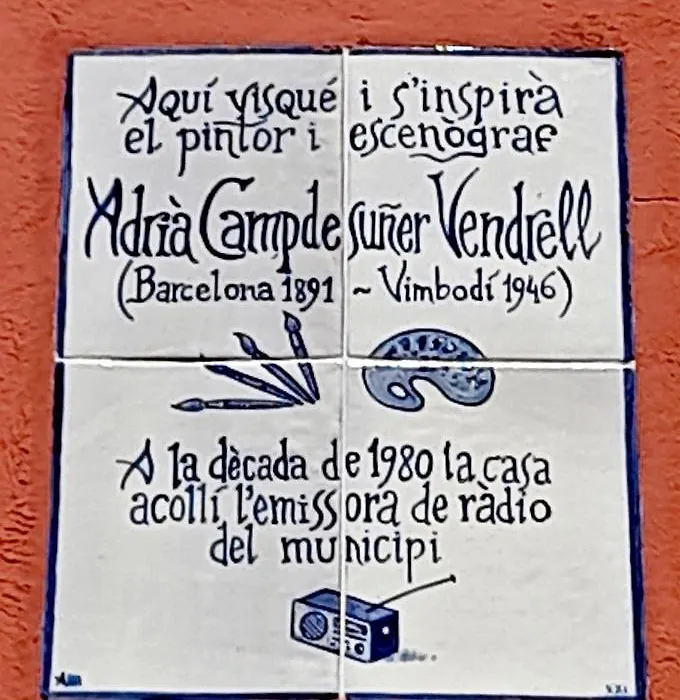 Aquí visqué i s'inspirà
el pintor i escenògraf
Adrià Campdesuñer Vendrell
(Barcelona 1891 ~ Vimbodí 1946)
A la dècada de 1980 la casa
acollí l'emissora de ràdio
del municipi